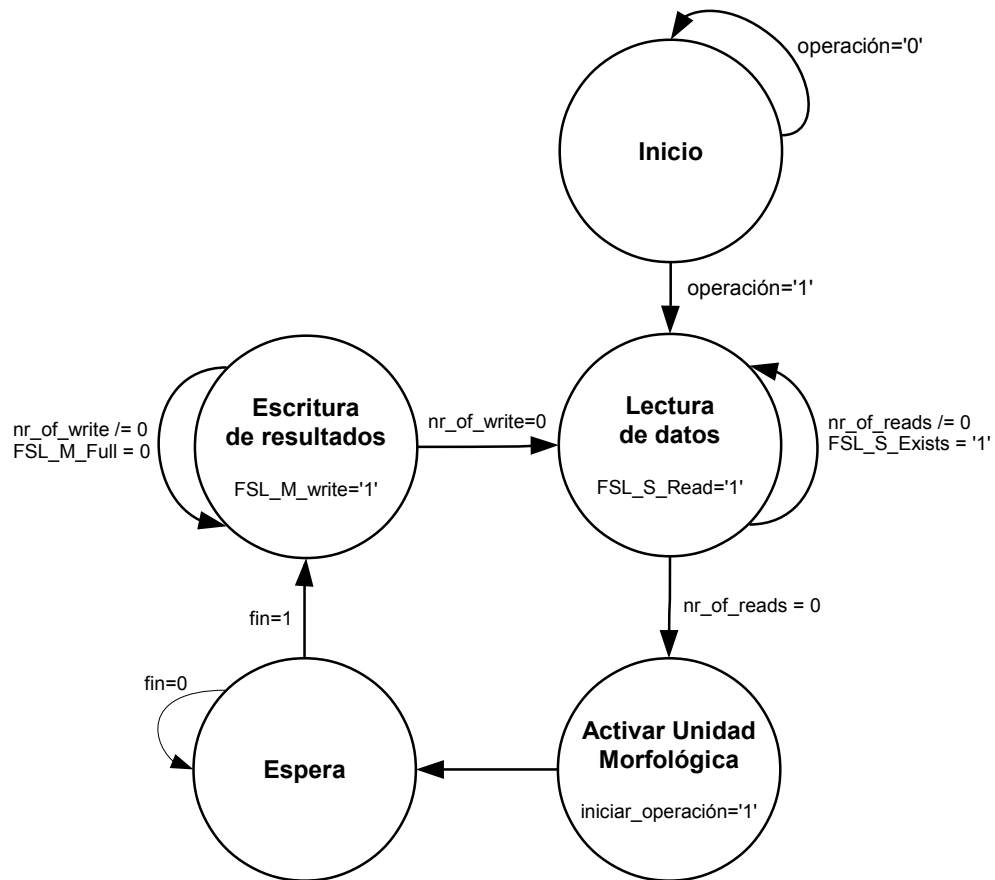 operación='0'
Inicio
operación='1'
Escritura
de resultados
FSL_M_write='1'
nr_of_write /= 0
FSL_M_Full = 0
nr_of_write=0
Lectura
de datos
FSL_S_Read='1'
nr_of_reads /= 0
FSL_S_Exists = '1'
fin=1
nr_of_reads = 0
fin=0
Espera
Activar Unidad
Morfológica
iniciar_operación='1'